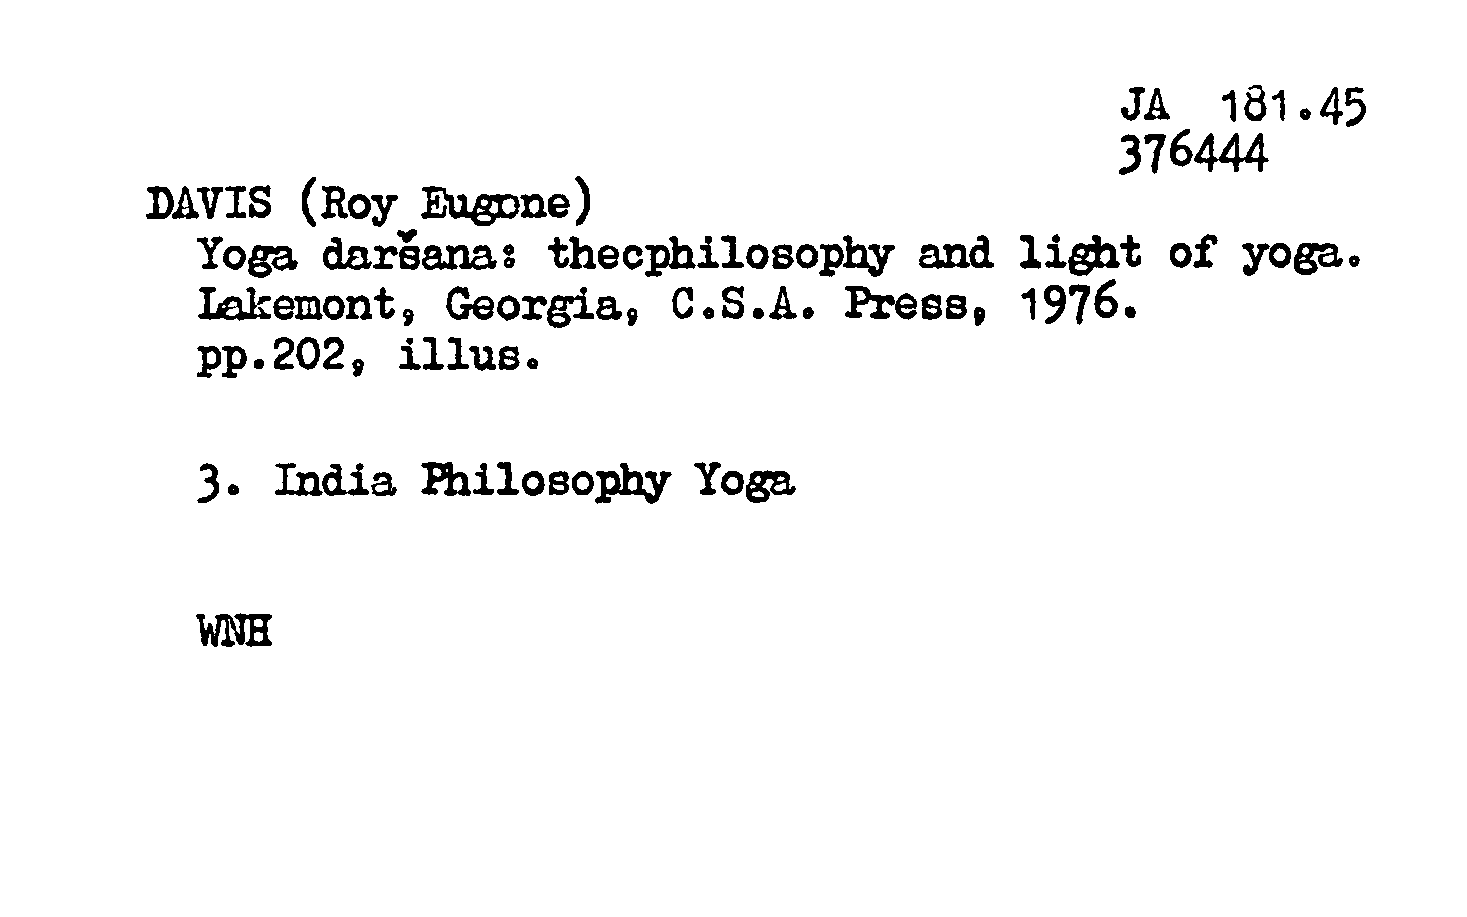 JA 181.45
376444
DAVIS (Roy Eugene)
Yoga daršana: thecphilosophy and light of yoga.
Lakemont, Georgia, C.S.A. Press, 1976.
pp.202, illus.
3. India Philosophy Yoga
WNH